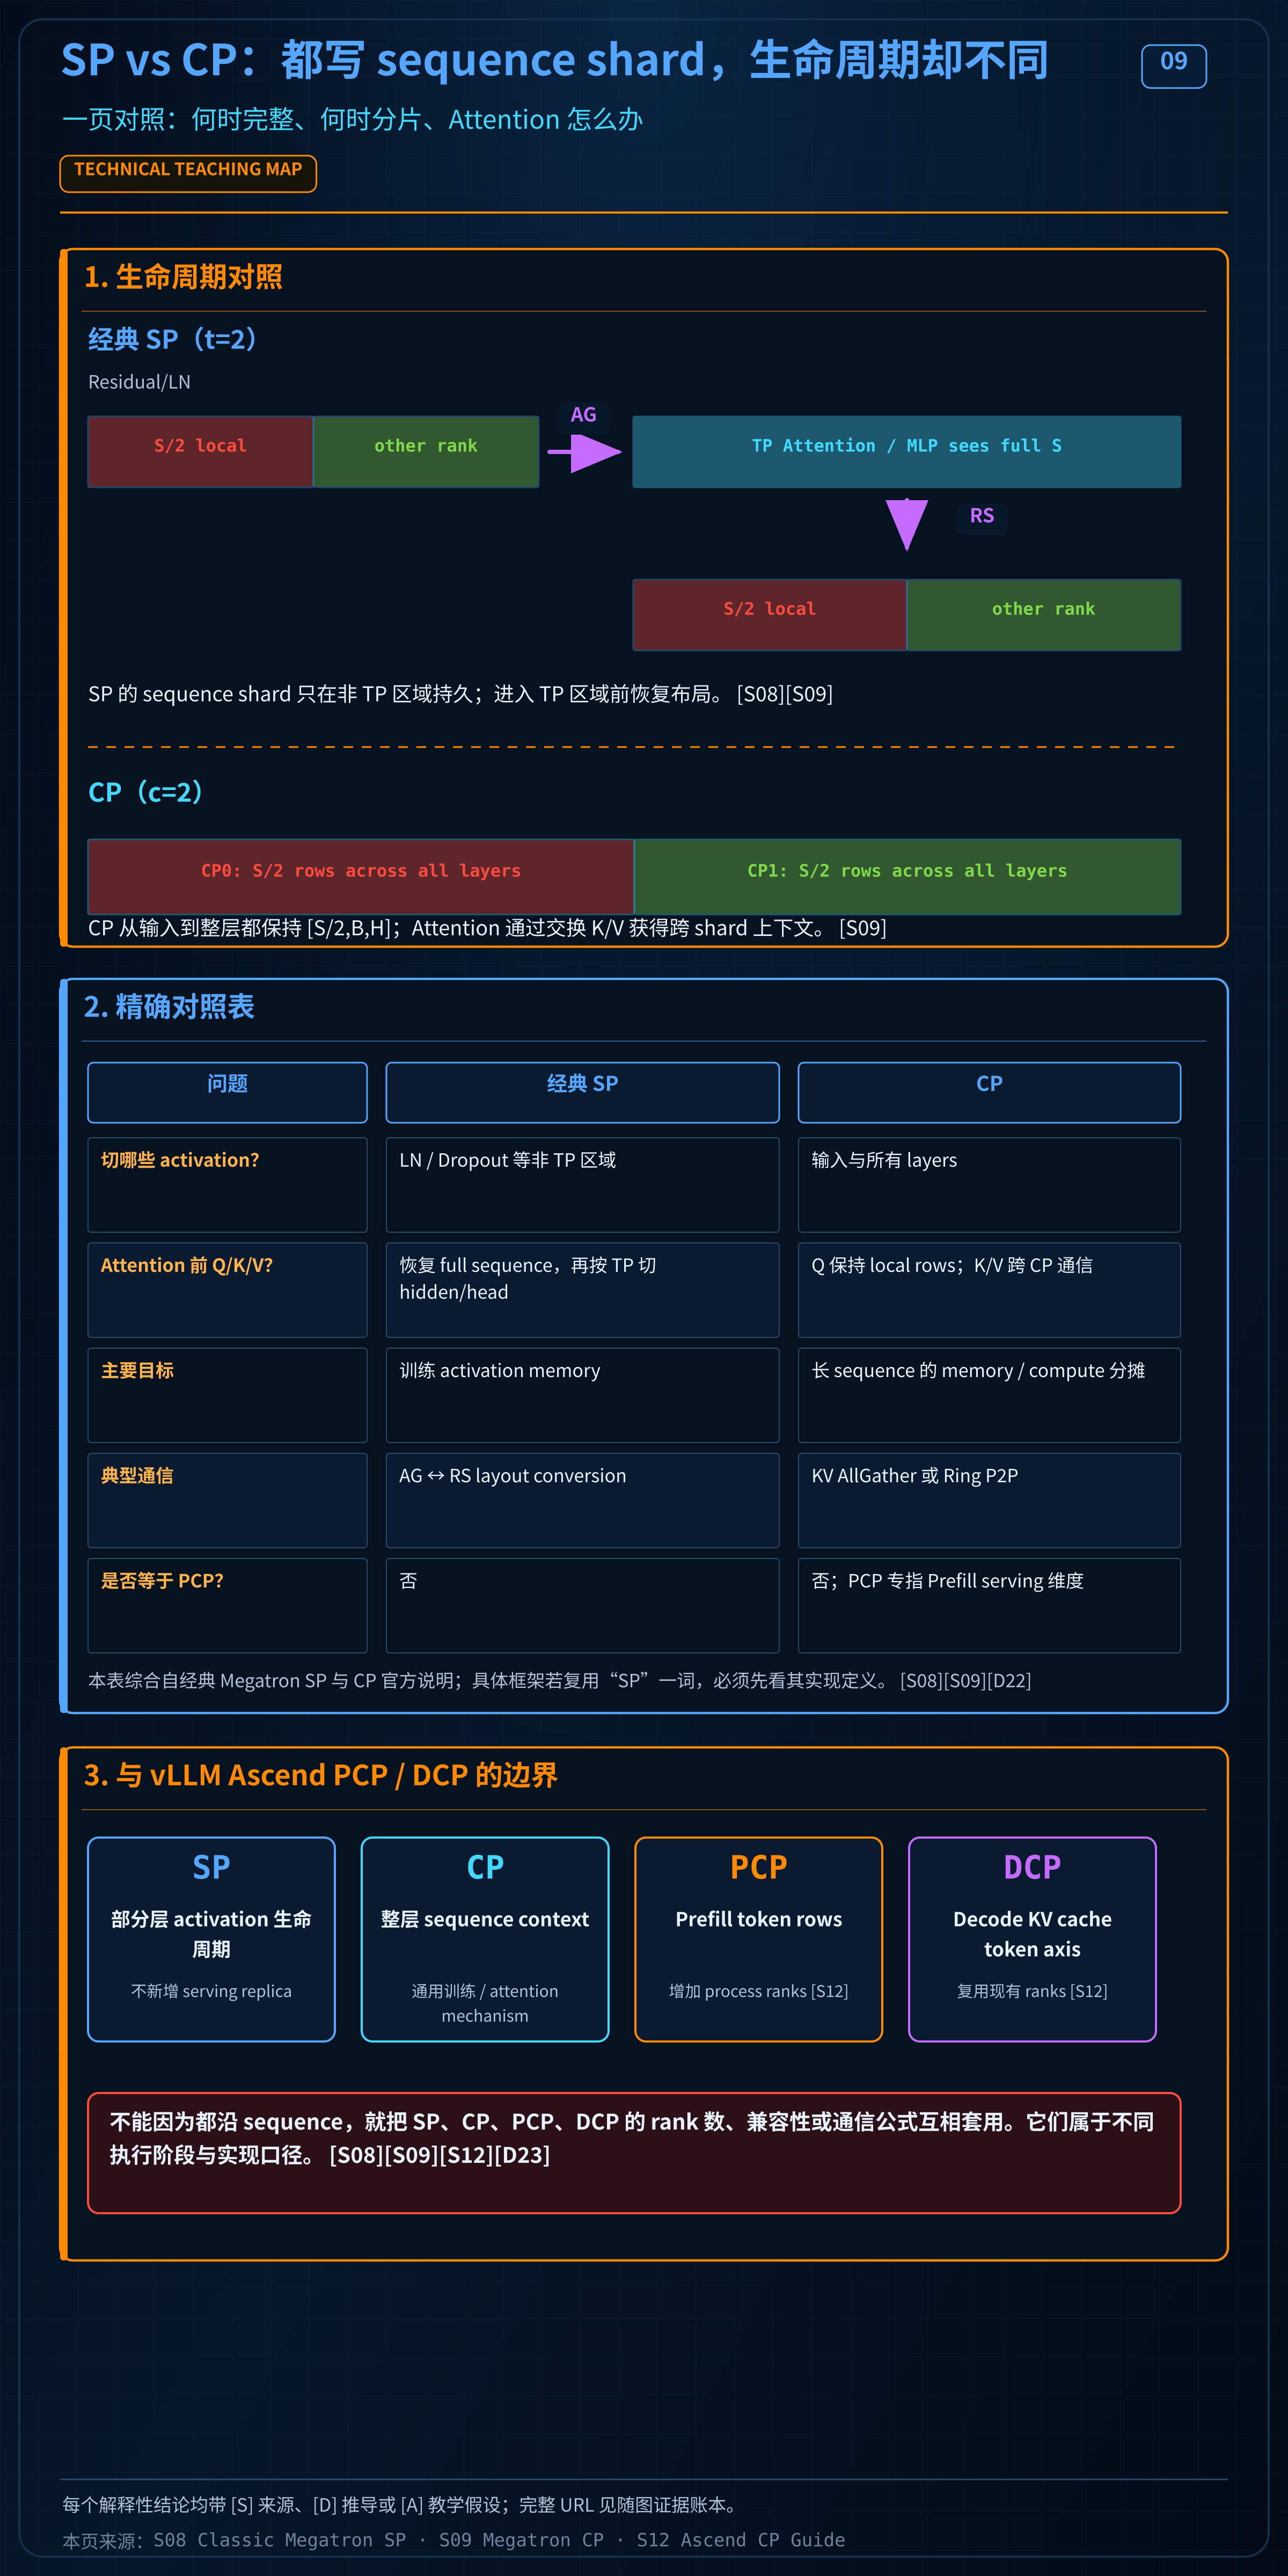 SP vs CP：都写 sequence shard，生命周期却不同
09
一页对照：何时完整、何时分片、Attention 怎么办
TECHNICAL TEACHING MAP
1. 生命周期对照
经典 SP（t=2）
Residual/LN
S/2 local
other rank
AG
TP Attention / MLP sees full S
RS
S/2 local
other rank
SP 的 sequence shard 只在非 TP 区域持久；进入 TP 区域前恢复布局。 [S08][S09]
CP（c=2）
CP0: S/2 rows across all layers
CP1: S/2 rows across all layers
CP 从输入到整层都保持 [S/2,B,H]；Attention 通过交换 K/V 获得跨 shard 上下文。 [S09]
2. 精确对照表
问题
经典 SP
CP
切哪些 activation?
LN / Dropout 等非 TP 区域
输入与所有 layers
Attention 前 Q/K/V?
恢复 full sequence，再按 TP 切
hidden/head
Q 保持 local rows；K/V 跨 CP 通信
主要目标
训练 activation memory
长 sequence 的 memory / compute 分摊
典型通信
AG ↔ RS layout conversion
KV AllGather 或 Ring P2P
是否等于 PCP?
否
否；PCP 专指 Prefill serving 维度
本表综合自经典 Megatron SP 与 CP 官方说明；具体框架若复用“SP”一词，必须先看其实现定义。 [S08][S09][D22]
3. 与 vLLM Ascend PCP / DCP 的边界
SP
部分层 activation 生命
周期
不新增 serving replica
CP
整层 sequence context
通用训练 / attention
mechanism
PCP
Prefill token rows
增加 process ranks [S12]
DCP
Decode KV cache
token axis
复用现有 ranks [S12]
不能因为都沿 sequence，就把 SP、CP、PCP、DCP 的 rank 数、兼容性或通信公式互相套用。它们属于不同
执行阶段与实现口径。 [S08][S09][S12][D23]
每个解释性结论均带 [S] 来源、[D] 推导或 [A] 教学假设；完整 URL 见随图证据账本。
本页来源：S08 Classic Megatron SP · S09 Megatron CP · S12 Ascend CP Guide